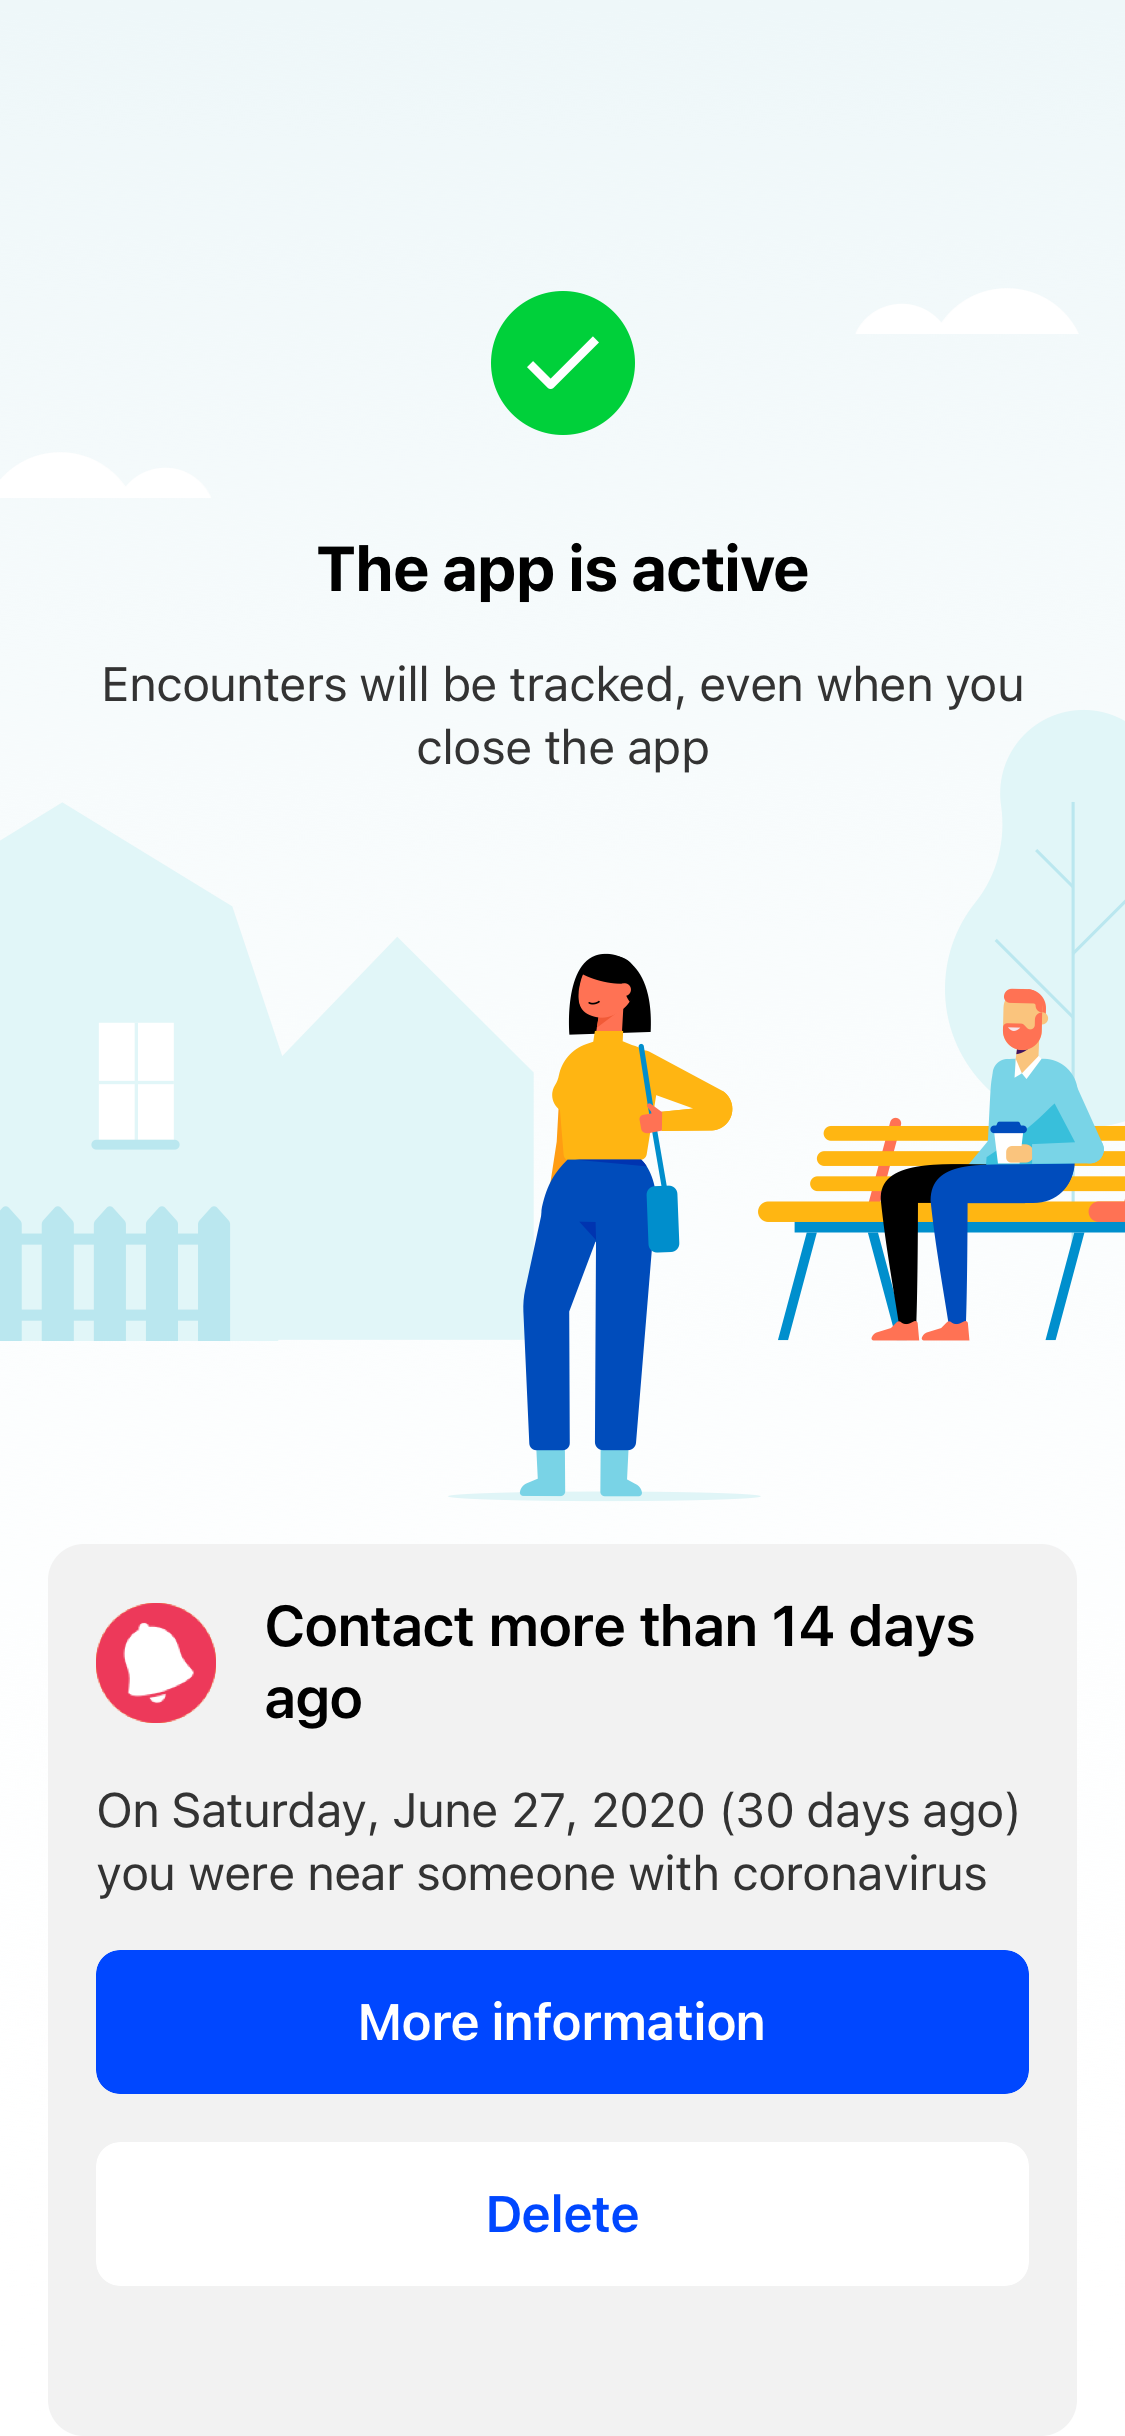 The app is active
Encounters will be tracked, even when you
close the app
Contact more than 14 days
ago
On Saturday, June 27, 2020 (30 days ago)
you were near someone with coronavirus
More information
Delete